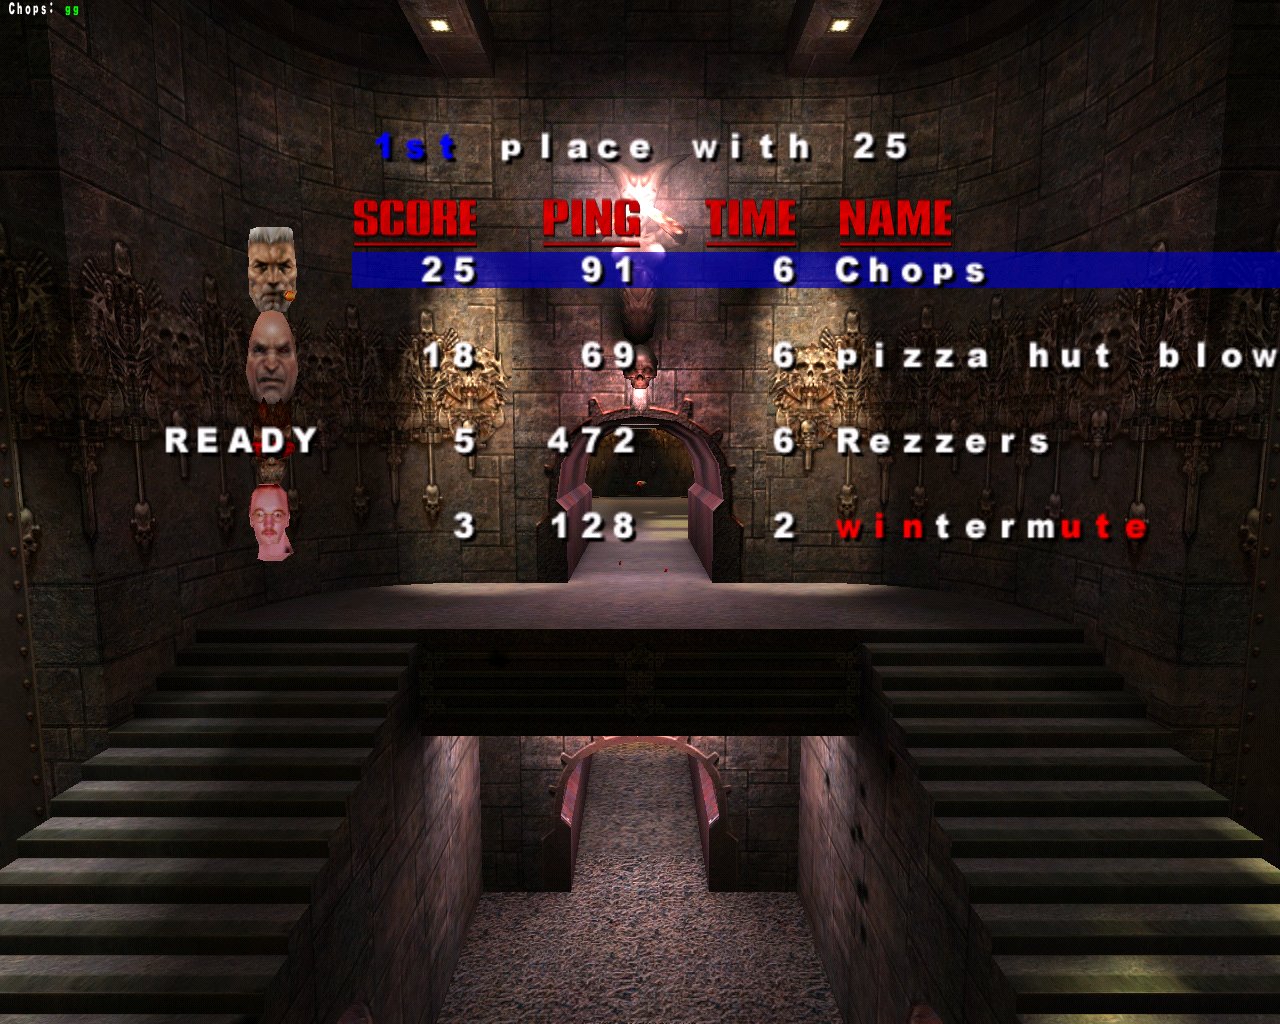 Chops: gg
1st place with 25
SCORE PING TIME NAME
25 91 6 Chops
18 69 6 pizza hut blow
READY 5 472 6 Rezzers
3 128 2 wintermute